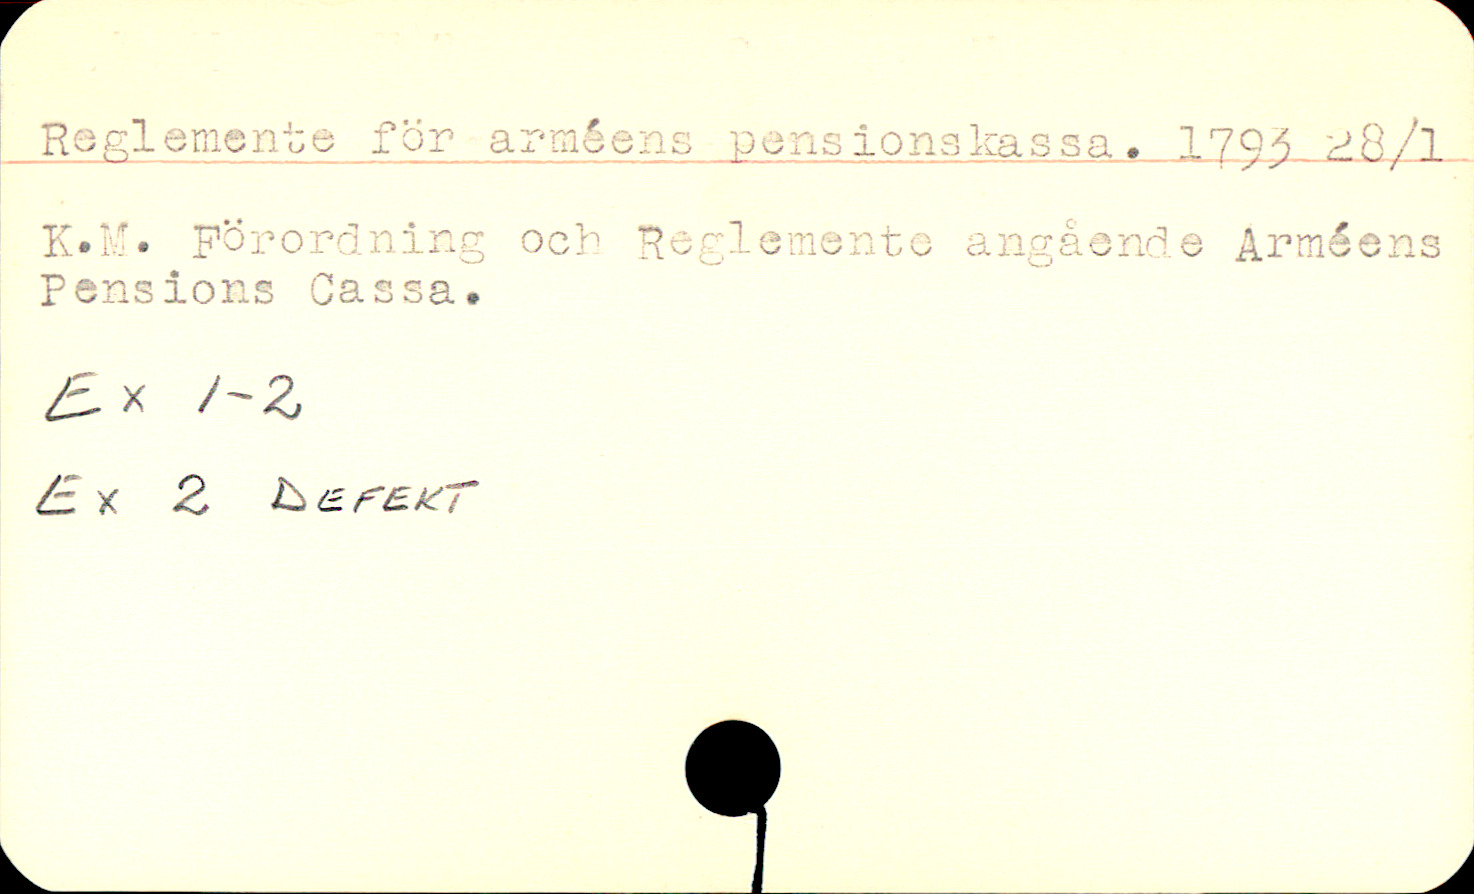 Reglemente för arméens pensionskassa. 1793 28/1
K.M. Förordning och Reglemente angående Arméens
Pensions Cassa.
Ex 1-2
Ex 2 DEFEKT